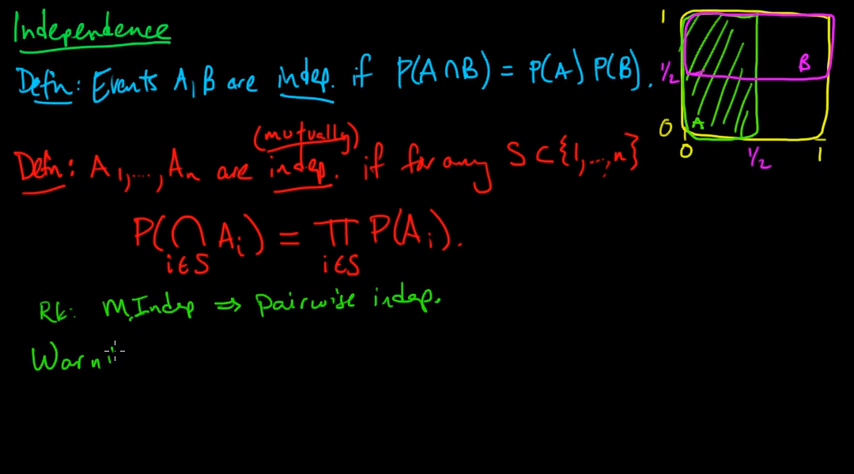 Independence
Defn: Events A, B are indep. if P(A ∩ B) = P(A) P(B).
(mutually)
Defn: A₁, ..., Aₙ are indep. if for any S ⊂ {1, ..., n}
P(⋂ Aᵢ) = ∏ P(Aᵢ).
i∈S i∈S
Rk: M. Indep ⇒ pairwise indep.
Warni
1
1/2
B
A
0
0 1/2 1